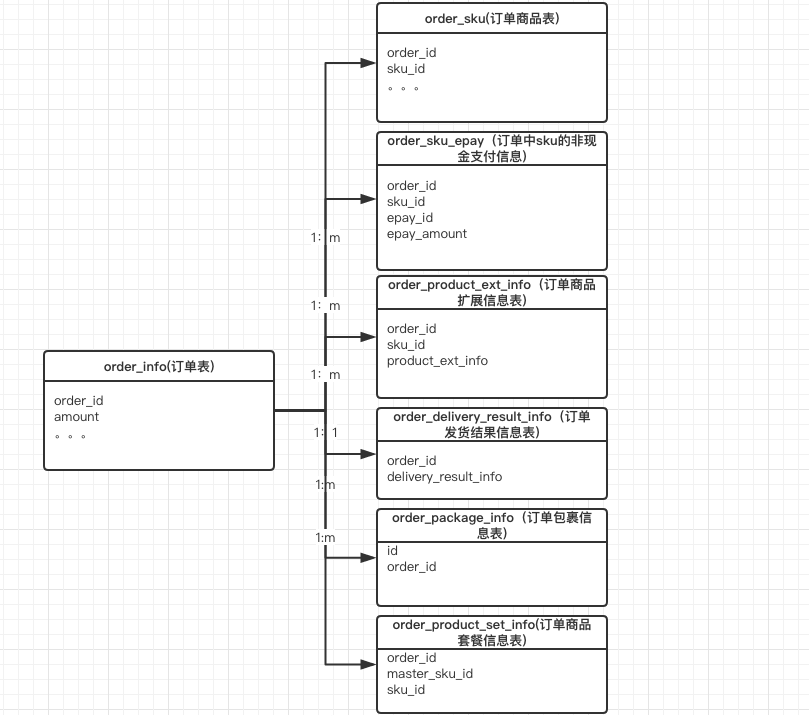 order_sku(订单商品表)
order_id
sku_id
。。。
order_sku_epay（订单中sku的非现
金支付信息）
order_id
sku_id
epay_id
epay_amount
1：m
order_product_ext_info（订单商品
扩展信息表）
1：m
order_id
sku_id
product_ext_info
order_info(订单表)
order_id
amount
。。。
1：m
order_delivery_result_info（订单
发货结果信息表）
1：1
order_id
delivery_result_info
1:m
order_package_info（订单包裹信
息表）
1:m
id
order_id
order_product_set_info(订单商品
套餐信息表）
order_id
master_sku_id
sku_id